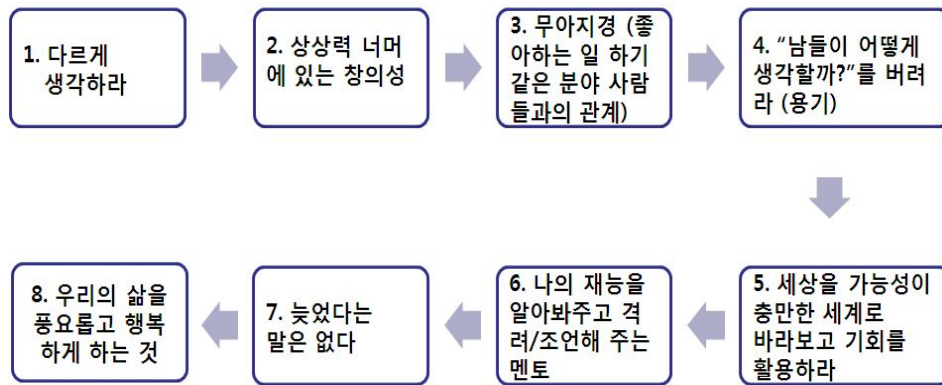 1. 다르게
생각하라
2. 상상력 너머
에 있는 창의성
3. 무아지경 (좋
아하는 일 하기
같은 분야 사람
들과의 관계)
4. “남들이 어떻게
생각할까?”를 버려
라 (용기)
5. 세상을 가능성이
충만한 세계로
바라보고 기회를
활용하라
6. 나의 재능을
알아봐주고 격
려/조언해 주는
멘토
7. 늦었다는
말은 없다
8. 우리의 삶을
풍요롭고 행복
하게 하는 것